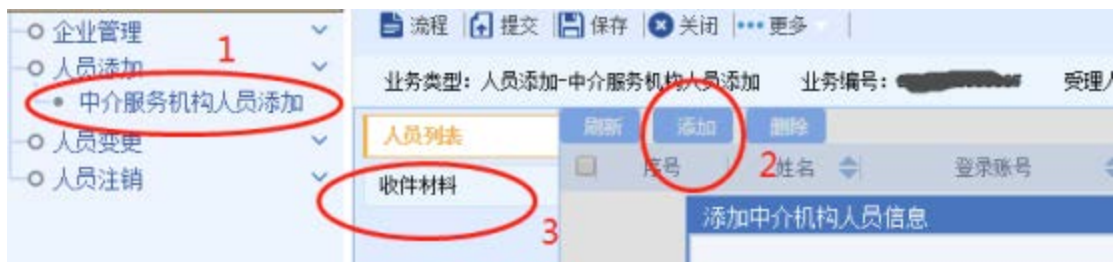 企业管理
1
人员添加
中介服务机构人员添加
人员变更
人员注销
流程 提交 保存 关闭 更多
业务类型：人员添加-中介服务机构人员添加 业务编号： 受理人
人员列表
刷新 添加 删除
序号 姓名 登录账号
2
收件材料
3
添加中介机构人员信息